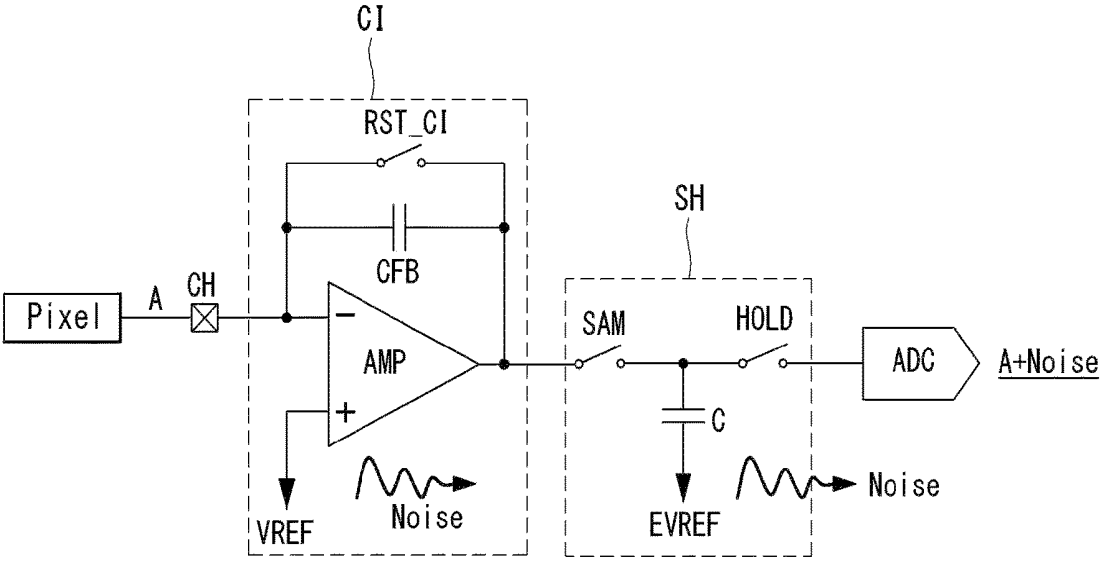 CI
RST_CI
CFB
SH
Pixel
A
CH
AMP
SAM
HOLD
ADC
A+Noise
C
VREF
Noise
EVREF
Noise